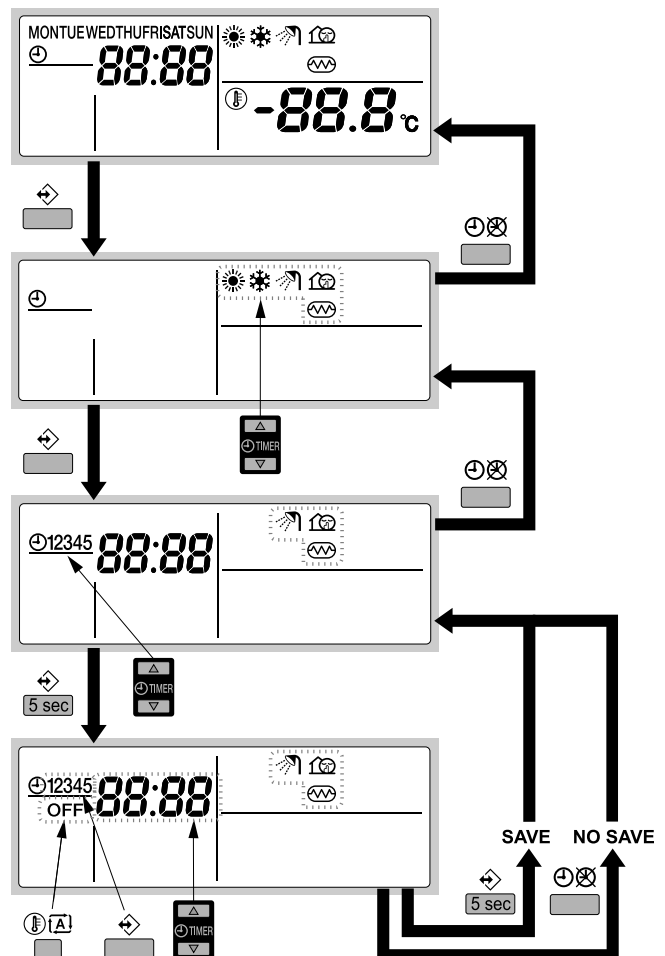 MONTUEWEDTHUFRISATSUN
88:88
-88.8 °C
TIMER
12345 88:88
TIMER
5 sec
12345 88:88
OFF
SAVE NO SAVE
5 sec
A
TIMER